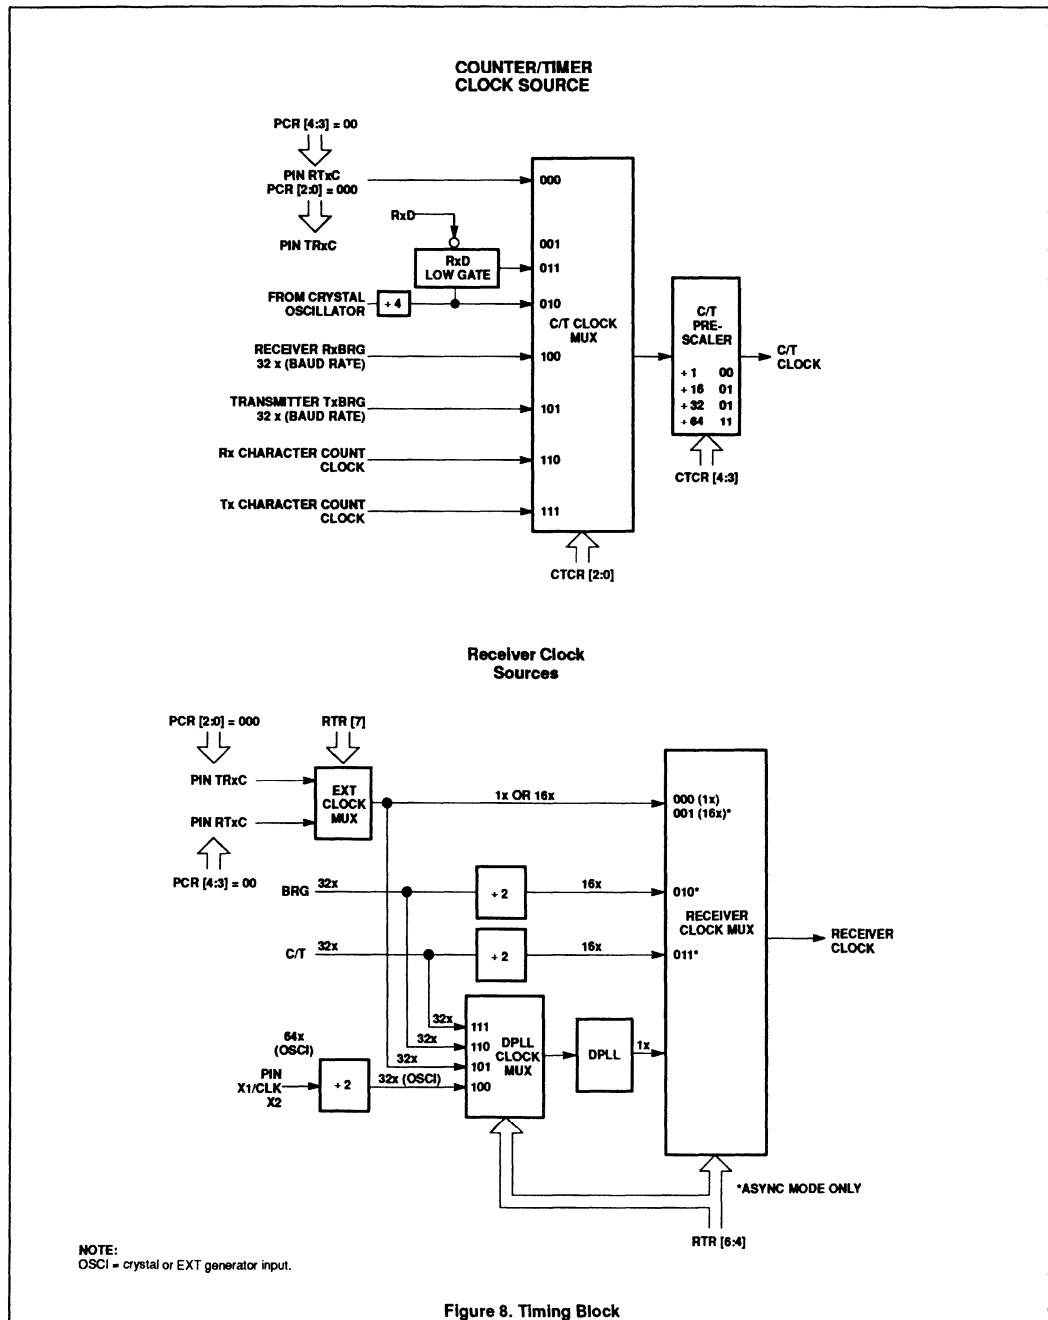 COUNTER/TIMER
CLOCK SOURCE
PCR [4:3] = 00
PIN RTxC
PCR [2:0] = 000
PIN TRxC
RxD
RxD
LOW GATE
FROM CRYSTAL
OSCILLATOR
÷ 4
RECEIVER RxBRG
32 x (BAUD RATE)
TRANSMITTER TxBRG
32 x (BAUD RATE)
Rx CHARACTER COUNT
CLOCK
Tx CHARACTER COUNT
CLOCK
000
001
011
010
C/T CLOCK
MUX
100
101
110
111
CTCR [2:0]
C/T
PRE-
SCALER
÷ 1 00
÷ 16 01
÷ 32 01
÷ 64 11
CTCR [4:3]
C/T
CLOCK
Receiver Clock
Sources
PCR [2:0] = 000
RTR [7]
PIN TRxC
PIN RTxC
EXT
CLOCK
MUX
PCR [4:3] = 00
1x OR 16x
000 (1x)
001 (16x)*
BRG
32x
÷ 2
16x
010*
RECEIVER
CLOCK MUX
C/T
32x
÷ 2
16x
011*
RECEIVER
CLOCK
32x
111
32x
110
32x
101
32x (OSCI)
100
DPLL
CLOCK
MUX
DPLL
1x
64x
(OSCI)
PIN
X1/CLK
X2
÷ 2
*ASYNC MODE ONLY
RTR [6:4]
NOTE:
OSCI = crystal or EXT generator input.
Figure 8. Timing Block